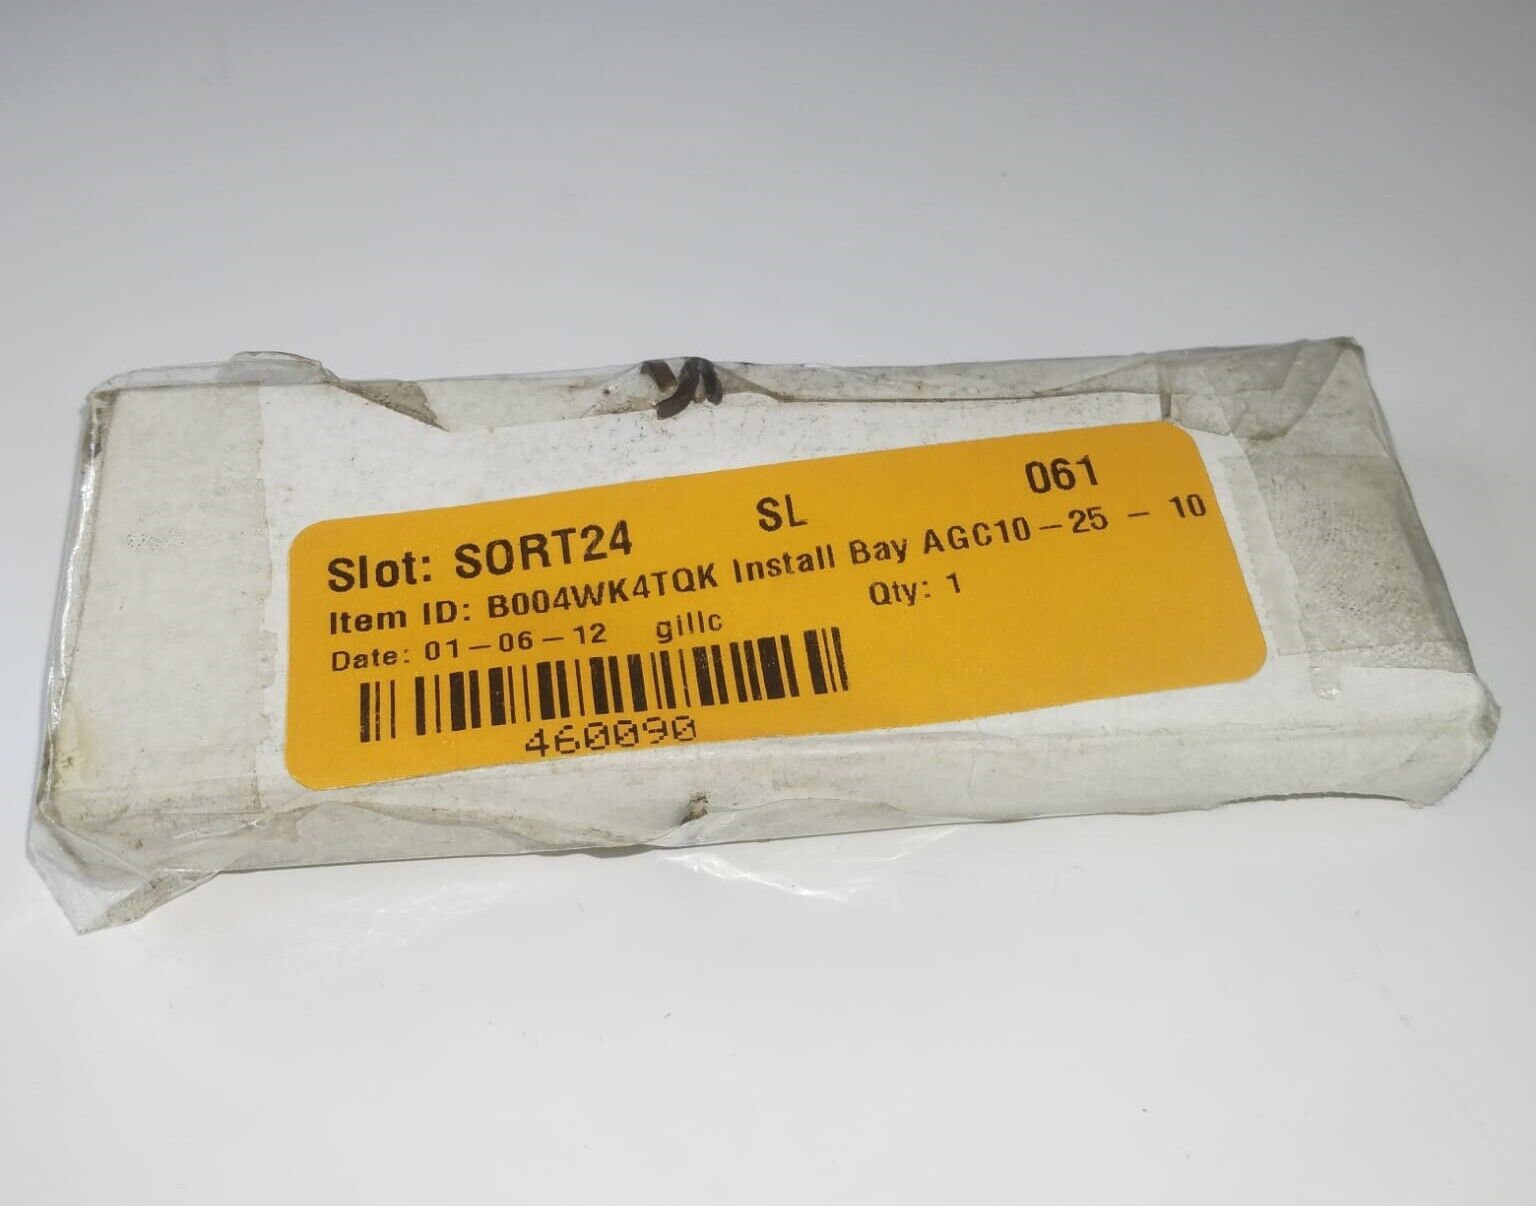 Slot: SORT24 SL 061
Item ID: B004WK4TQK Install Bay AGC10-25 - 10
Date: 01-06-12 gillc Qty: 1
460090